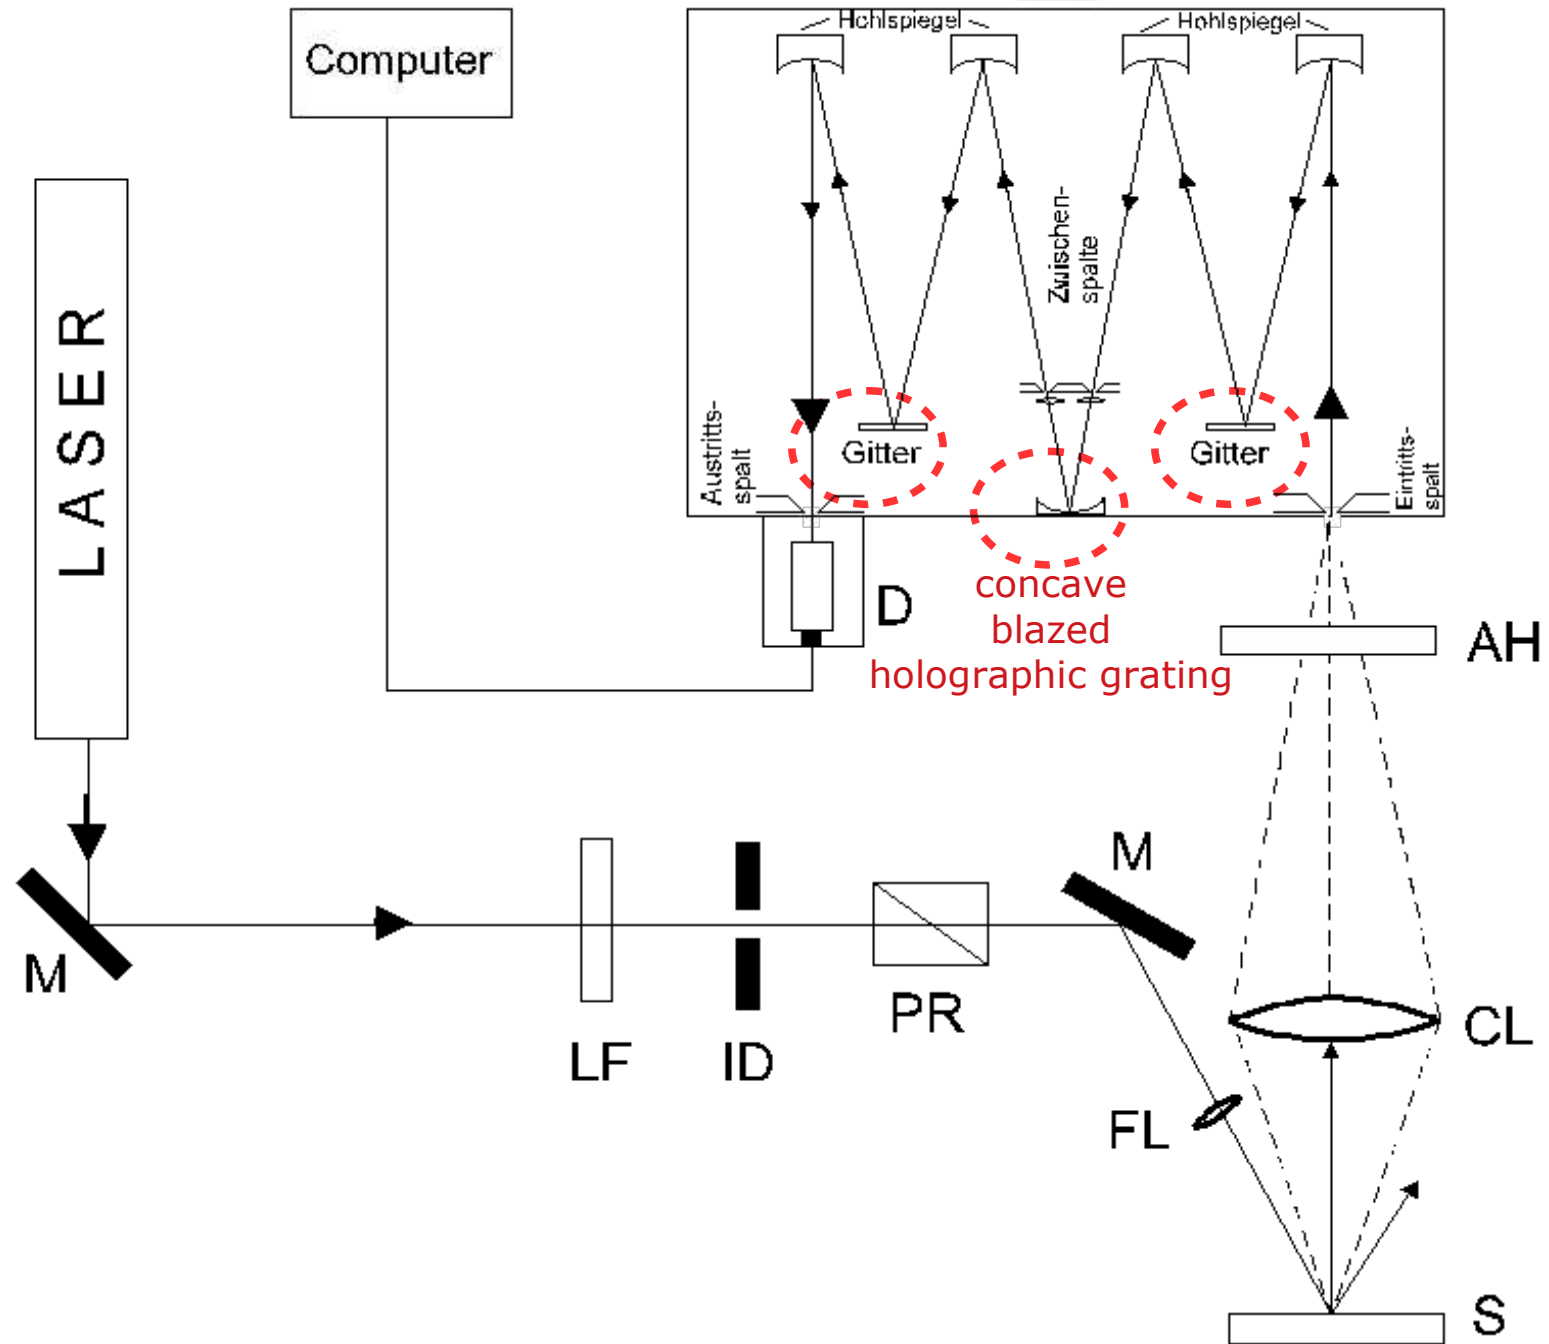 Computer
Hohlspiegel
Hohlspiegel
LASER
Zwischen-
spalte
Austritts-
spalt
Gitter
Gitter
Eintritts-
spalt
concave
blazed
holographic grating
D
AH
M
M
LF
ID
PR
CL
FL
S